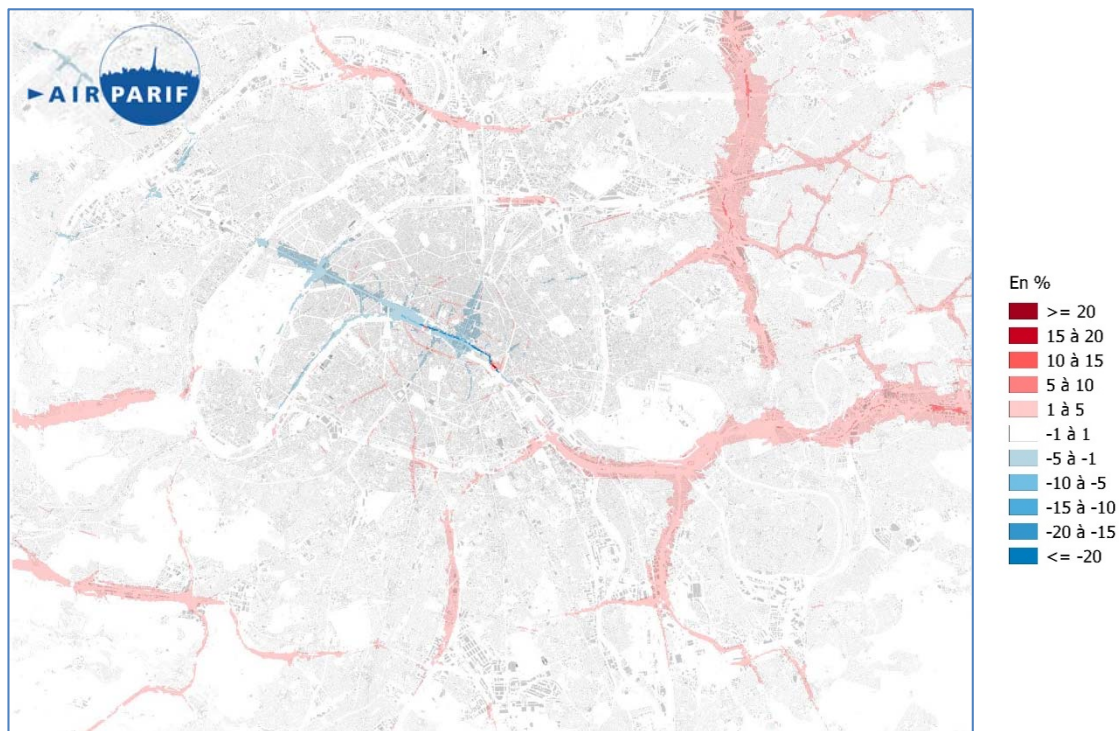 ►AIRPARIF
En %
>= 20
15 à 20
10 à 15
5 à 10
1 à 5
-1 à 1
-5 à -1
-10 à -5
-15 à -10
-20 à -15
<= -20